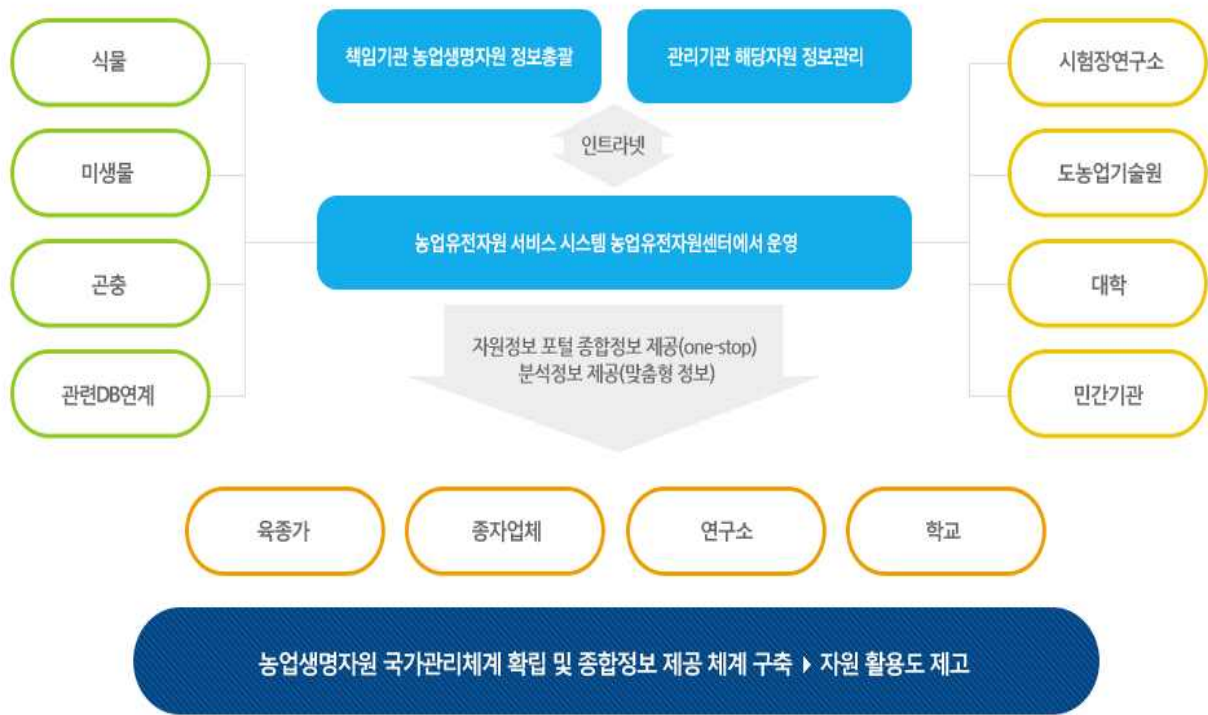 식물
미생물
곤충
관련DB연계
책임기관 농업생명자원 정보총괄
관리기관 해당자원 정보관리
인트라넷
농업유전자원 서비스 시스템 농업유전자원센터에서 운영
자원정보 포털 종합정보 제공(one-stop)
분석정보 제공(맞춤형 정보)
시험장연구소
도농업기술원
대학
민간기관
육종가
종자업체
연구소
학교
농업생명자원 국가관리체계 확립 및 종합정보 제공 체계 구축 ▶ 자원 활용도 제고